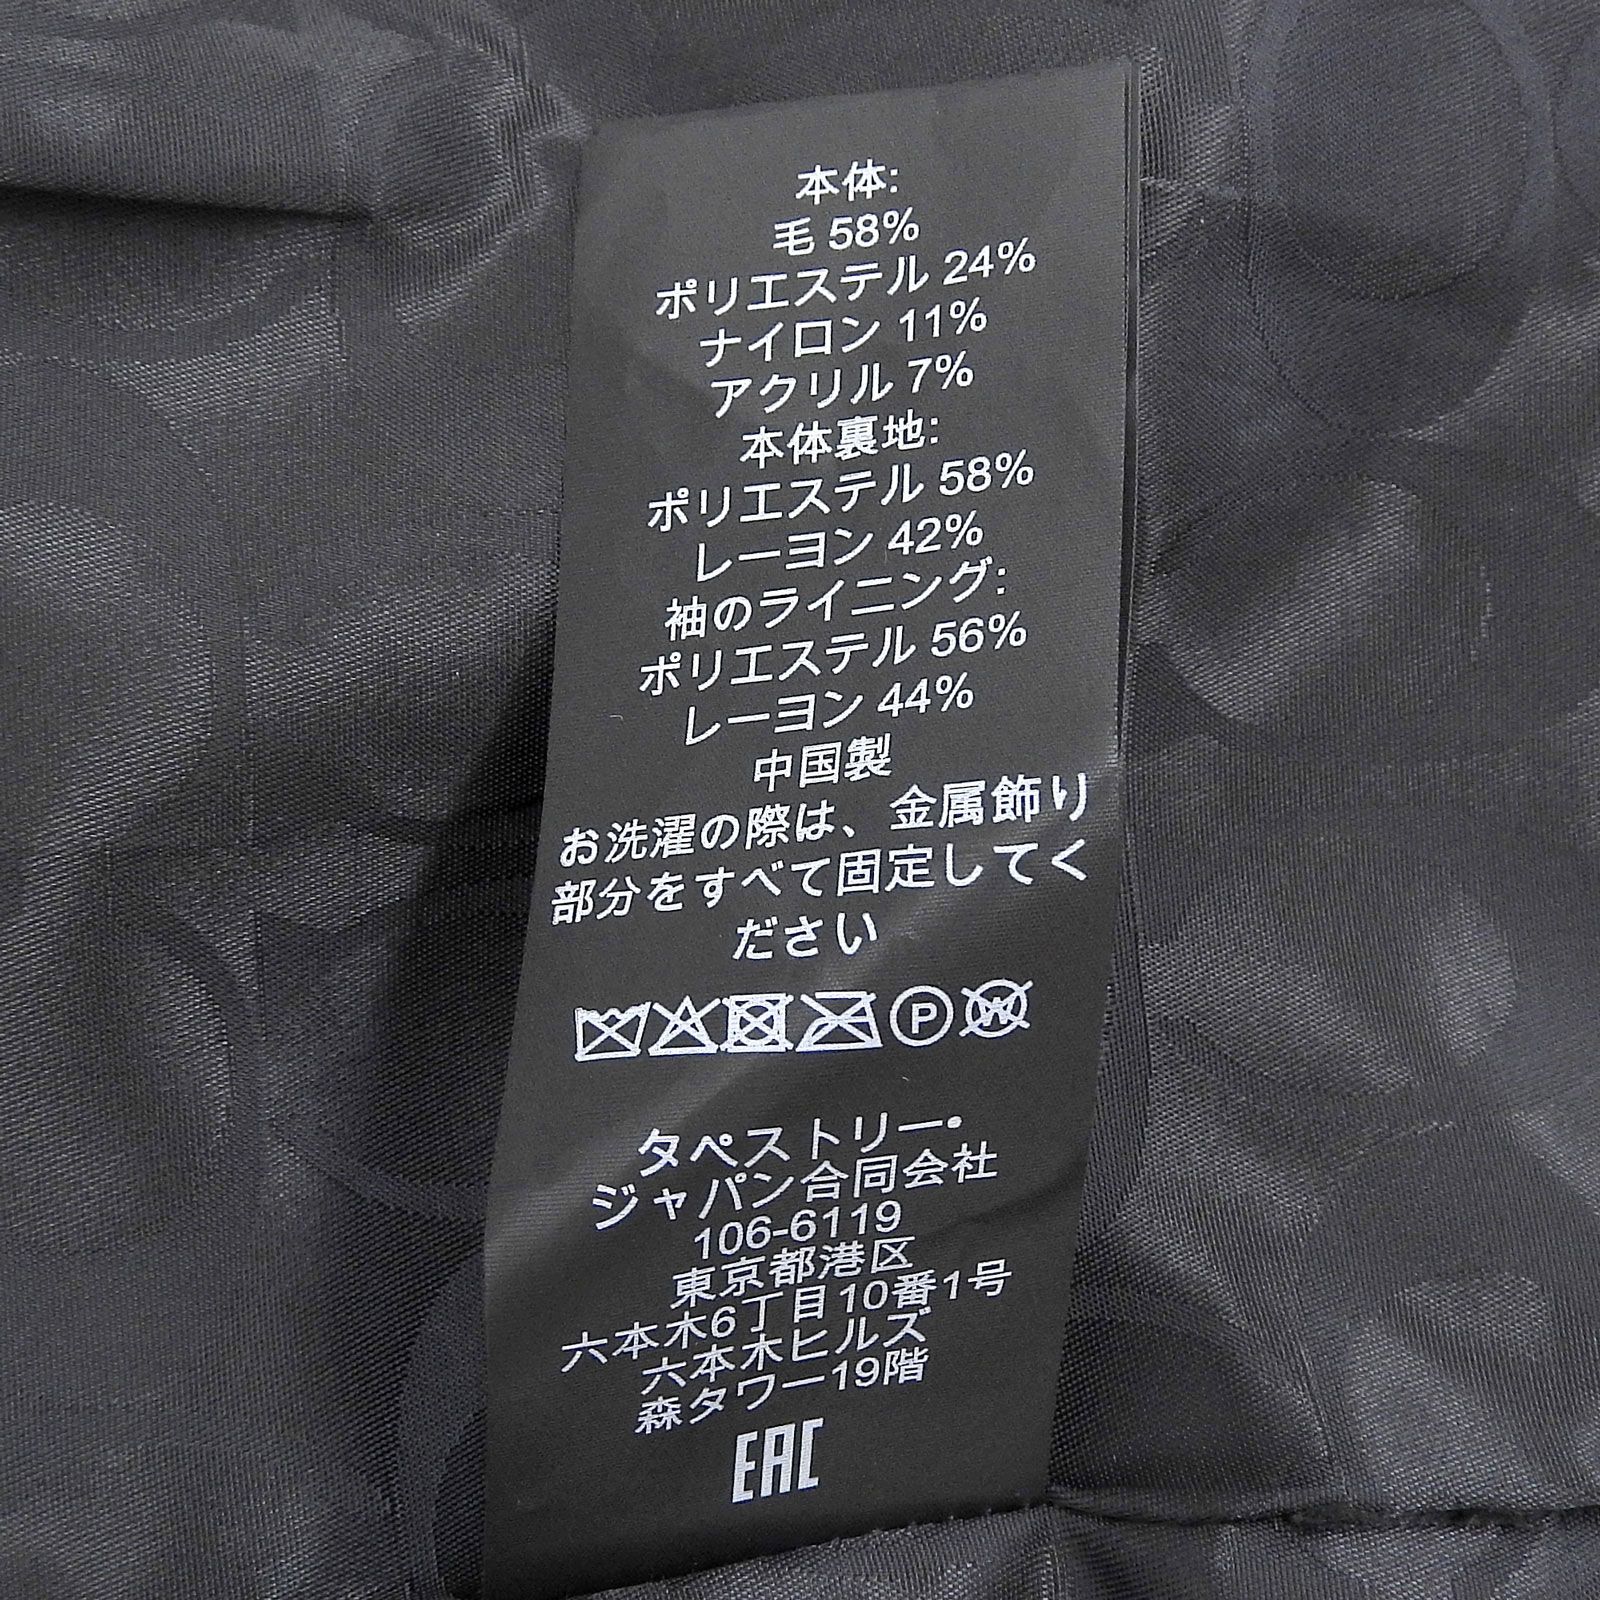 本体:
毛 58%
ポリエステル 24%
ナイロン 11%
アクリル 7%
本体裏地:
ポリエステル 58%
レーヨン 42%
袖のライニング:
ポリエステル 56%
レーヨン 44%
中国製
お洗濯の際は、金属飾り
部分をすべて固定してく
ださい
P W
タペストリー・
ジャパン合同会社
106-6119
東京都港区
六本木6丁目10番1号
六本木ヒルズ
森タワー19階
EAC